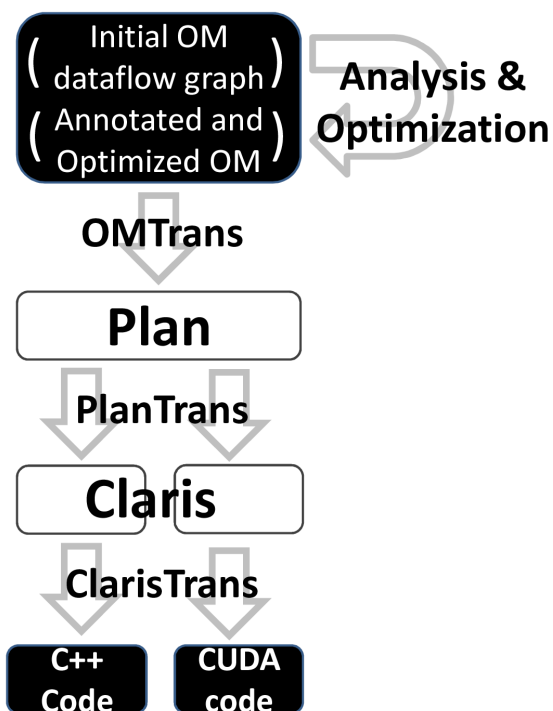 ( Initial OM
dataflow graph )
( Annotated and
Optimized OM )
Analysis &
Optimization
OMTrans
Plan
PlanTrans
Claris
ClarisTrans
C++
Code
CUDA
code